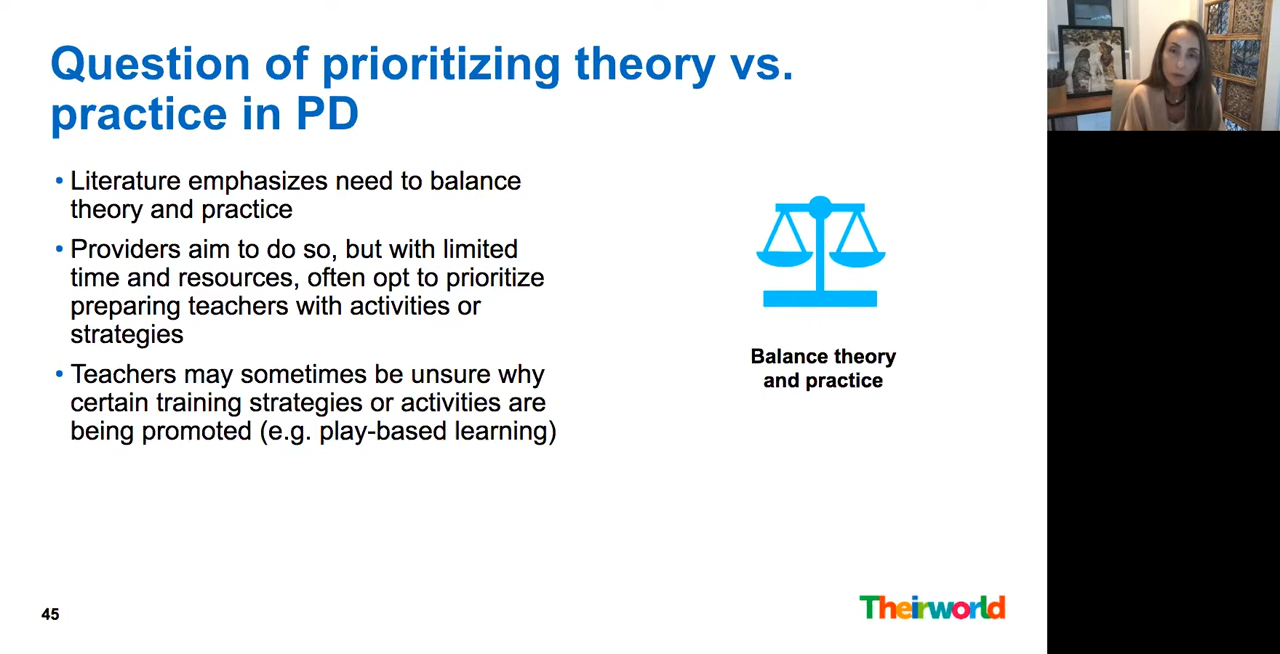 Question of prioritizing theory vs.
practice in PD
• Literature emphasizes need to balance
theory and practice
• Providers aim to do so, but with limited
time and resources, often opt to prioritize
preparing teachers with activities or
strategies
• Teachers may sometimes be unsure why
certain training strategies or activities are
being promoted (e.g. play-based learning)
Balance theory
and practice
45
Theirworld